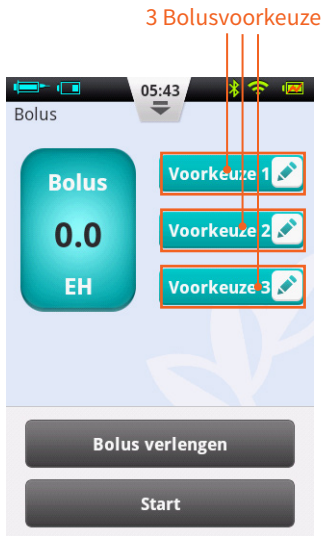 3 Bolusvoorkeuze
05:43
Bolus
Bolus
0.0
EH
Voorkeuze 1
Voorkeuze 2
Voorkeuze 3
Bolus verlengen
Start